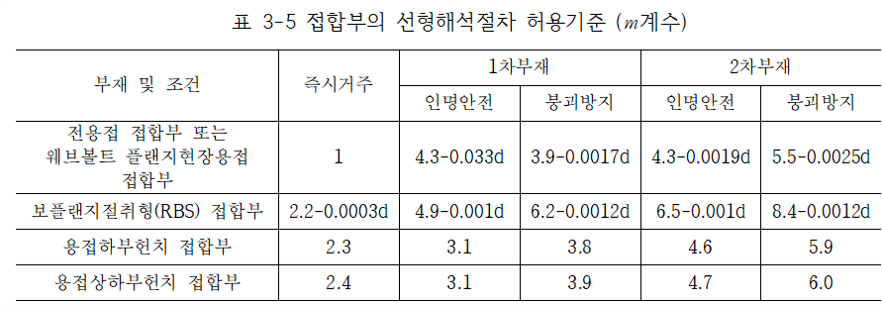 표 3-5 접합부의 선형해석절차 허용기준 (m계수)
부재 및 조건 즉시거주 1차부재 2차부재
인명안전 붕괴방지 인명안전 붕괴방지
전용접 접합부 또는
웨브볼트 플랜지현장용접
접합부
1 4.3-0.033d 3.9-0.0017d 4.3-0.0019d 5.5-0.0025d
보플랜지절취형(RBS) 접합부 2.2-0.0003d 4.9-0.001d 6.2-0.0012d 6.5-0.001d 8.4-0.0012d
용접하부헌치 접합부 2.3 3.1 3.8 4.6 5.9
용접상하부헌치 접합부 2.4 3.1 3.9 4.7 6.0